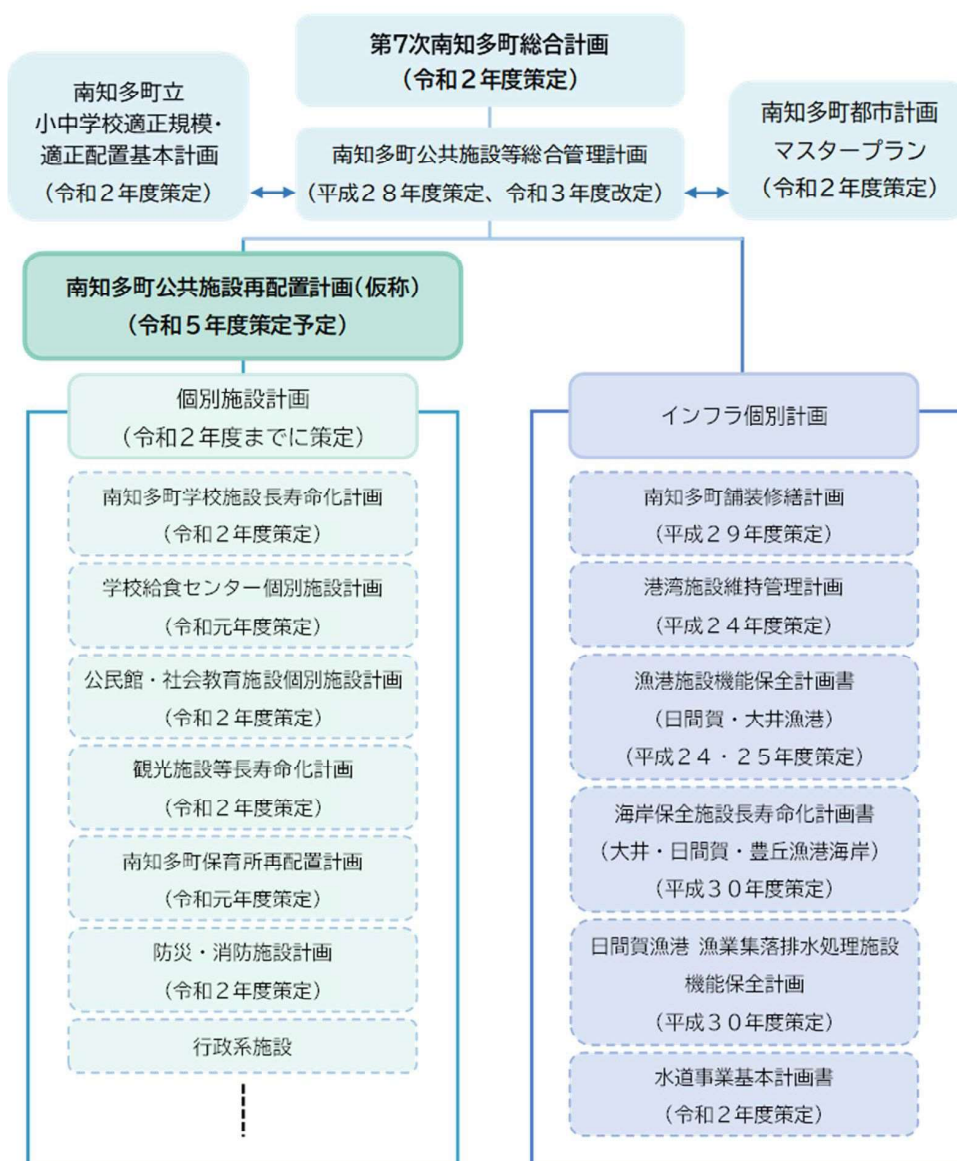 第7次南知多町総合計画
（令和２年度策定）
南知多町立
小中学校適正規模・
適正配置基本計画
（令和２年度策定）
南知多町公共施設等総合管理計画
（平成２８年度策定、令和３年度改定）
南知多町都市計画
マスタープラン
（令和２年度策定）
南知多町公共施設再配置計画（仮称）
（令和５年度策定予定）
個別施設計画
（令和２年度までに策定）
南知多町学校施設長寿命化計画
（令和２年度策定）
学校給食センター個別施設計画
（令和元年度策定）
公民館・社会教育施設個別施設計画
（令和２年度策定）
観光施設等長寿命化計画
（令和２年度策定）
南知多町保育所再配置計画
（令和元年度策定）
防災・消防施設計画
（令和２年度策定）
行政系施設
インフラ個別計画
南知多町舗装修繕計画
（平成２９年度策定）
港湾施設維持管理計画
（平成２４年度策定）
漁港施設機能保全計画書
（日間賀・大井漁港）
（平成２４・２５年度策定）
海岸保全施設長寿命化計画書
（大井・日間賀・豊丘漁港海岸）
（平成３０年度策定）
日間賀漁港 漁業集落排水処理施設
機能保全計画
（平成３０年度策定）
水道事業基本計画書
（令和２年度策定）